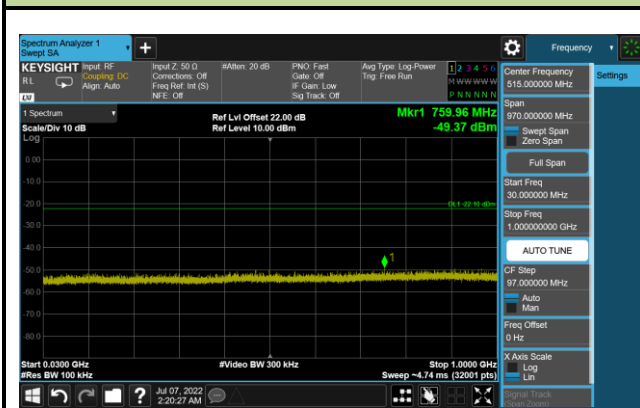 Spectrum Analyzer 1
Swept SA
Frequency
KEYSIGHT
RL
Input: RF
Coupling: DC
Align: Auto
Input Z: 50 Ω
Corrections: Off
Freq Ref: Int (S)
NFE: Off
#Atten: 20 dB
PNO: Fast
Gate: Off
IF Gain: Low
Sig Track: Off
Avg Type: Log-Power
Trig: Free Run
1 2 3 4 5 6
M W W W W W
P N N N N N
1 Spectrum
Scale/Div 10 dB
Log
Ref Lvl Offset 22.00 dB
Ref Level 10.00 dBm
Mkr1 759.96 MHz
-49.37 dBm
0.00
-10.0
-20.0
-30.0
-40.0
-50.0
-60.0
-70.0
-80.0
DL1 -22.10 dBm
1
Start 0.0300 GHz
#Res BW 100 kHz
#Video BW 300 kHz
Stop 1.0000 GHz
Sweep ~4.74 ms (32001 pts)
Jul 07, 2022
2:20:27 AM
Center Frequency
515.000000 MHz
Settings
Span
970.000000 MHz
Swept Span
Zero Span
Full Span
Start Freq
30.000000 MHz
Stop Freq
1.000000000 GHz
AUTO TUNE
CF Step
97.000000 MHz
Auto
Man
Freq Offset
0 Hz
X Axis Scale
Log
Lin
Signal Track
(Span Zoom)